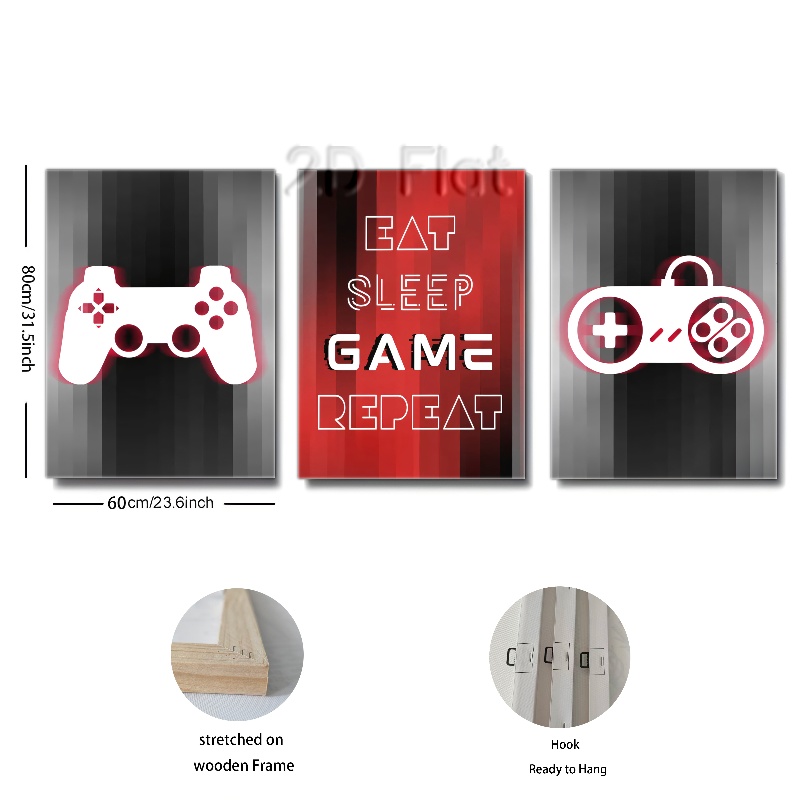 2D Flat
EAT
SLEEP
GAME
REPEAT
80cm/31.5inch
60cm/23.6inch
stretched on
wooden Frame
Hook
Ready to Hang